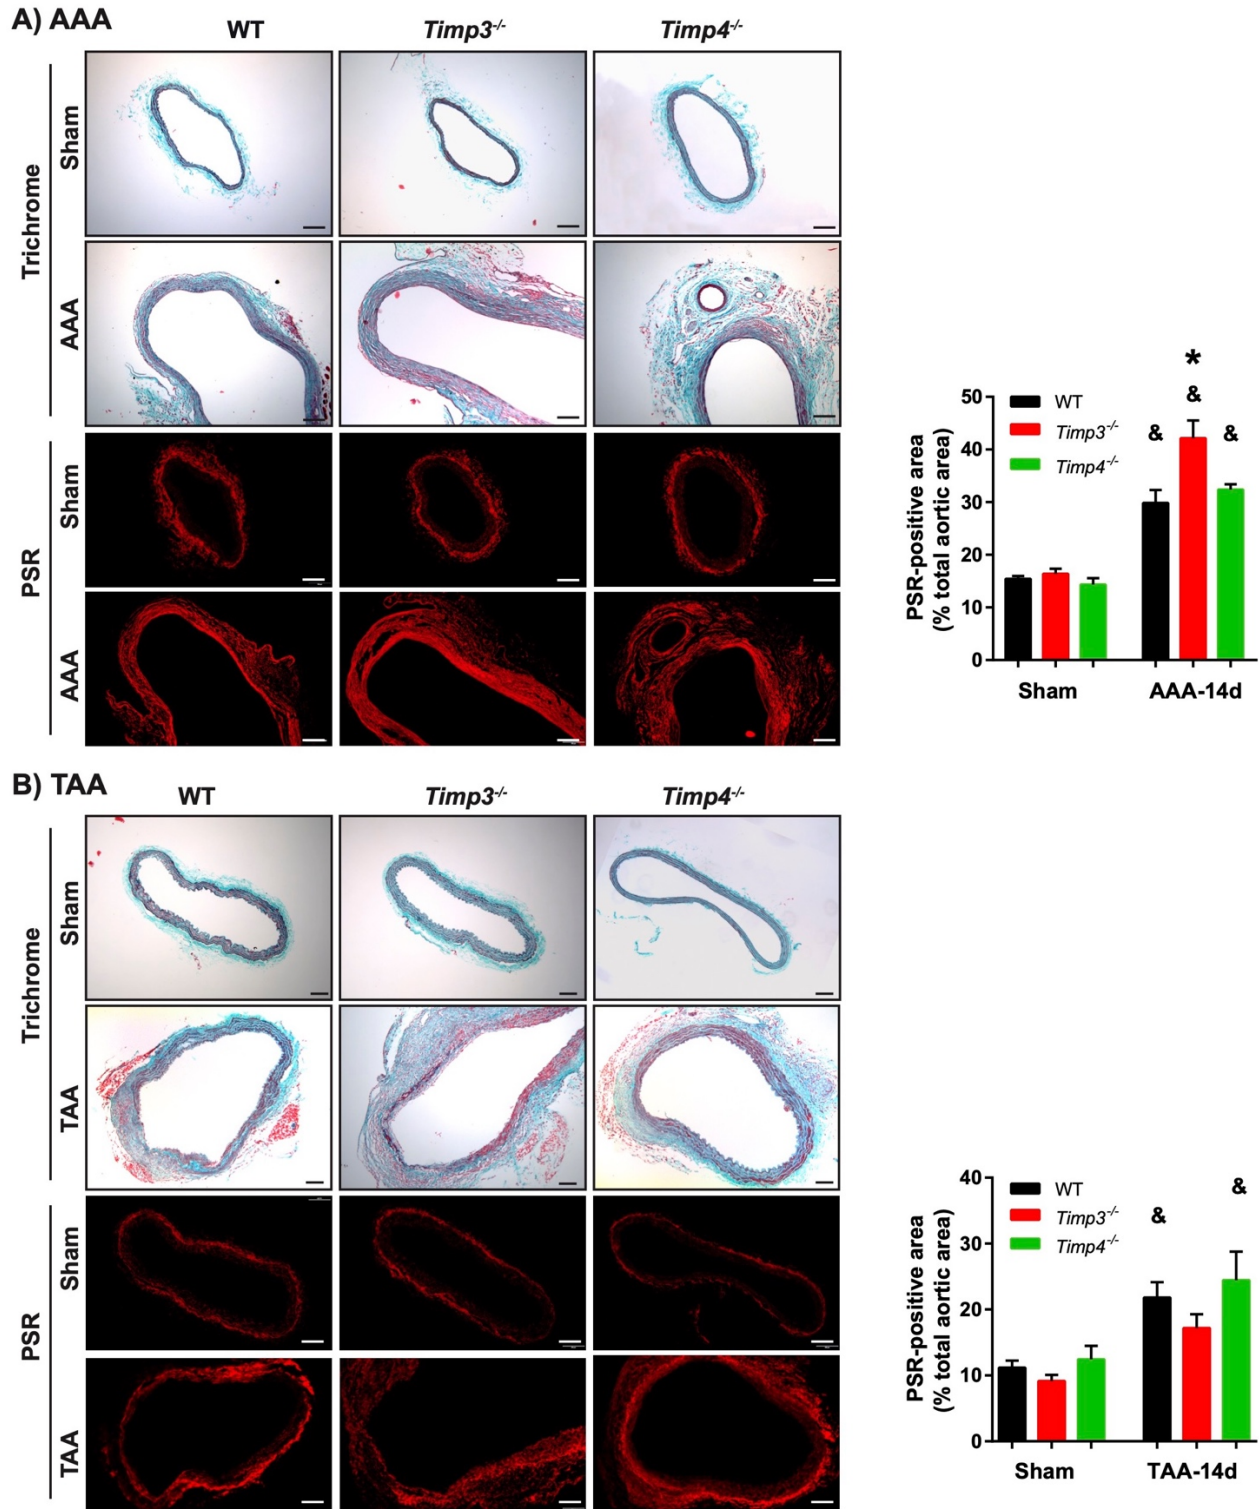 A) AAA
WT
Timp3-/-
Timp4-/-
Trichrome
Sham
AAA
PSR
Sham
AAA
*
& & &
50
40
30
20
10
0
PSR-positive area
(% total aortic area)
WT
Timp3-/-
Timp4-/-
Sham
AAA-14d
B) TAA
WT
Timp3-/-
Timp4-/-
Trichrome
Sham
TAA
PSR
Sham
TAA
& &
40
30
20
10
0
PSR-positive area
(% total aortic area)
WT
Timp3-/-
Timp4-/-
Sham
TAA-14d